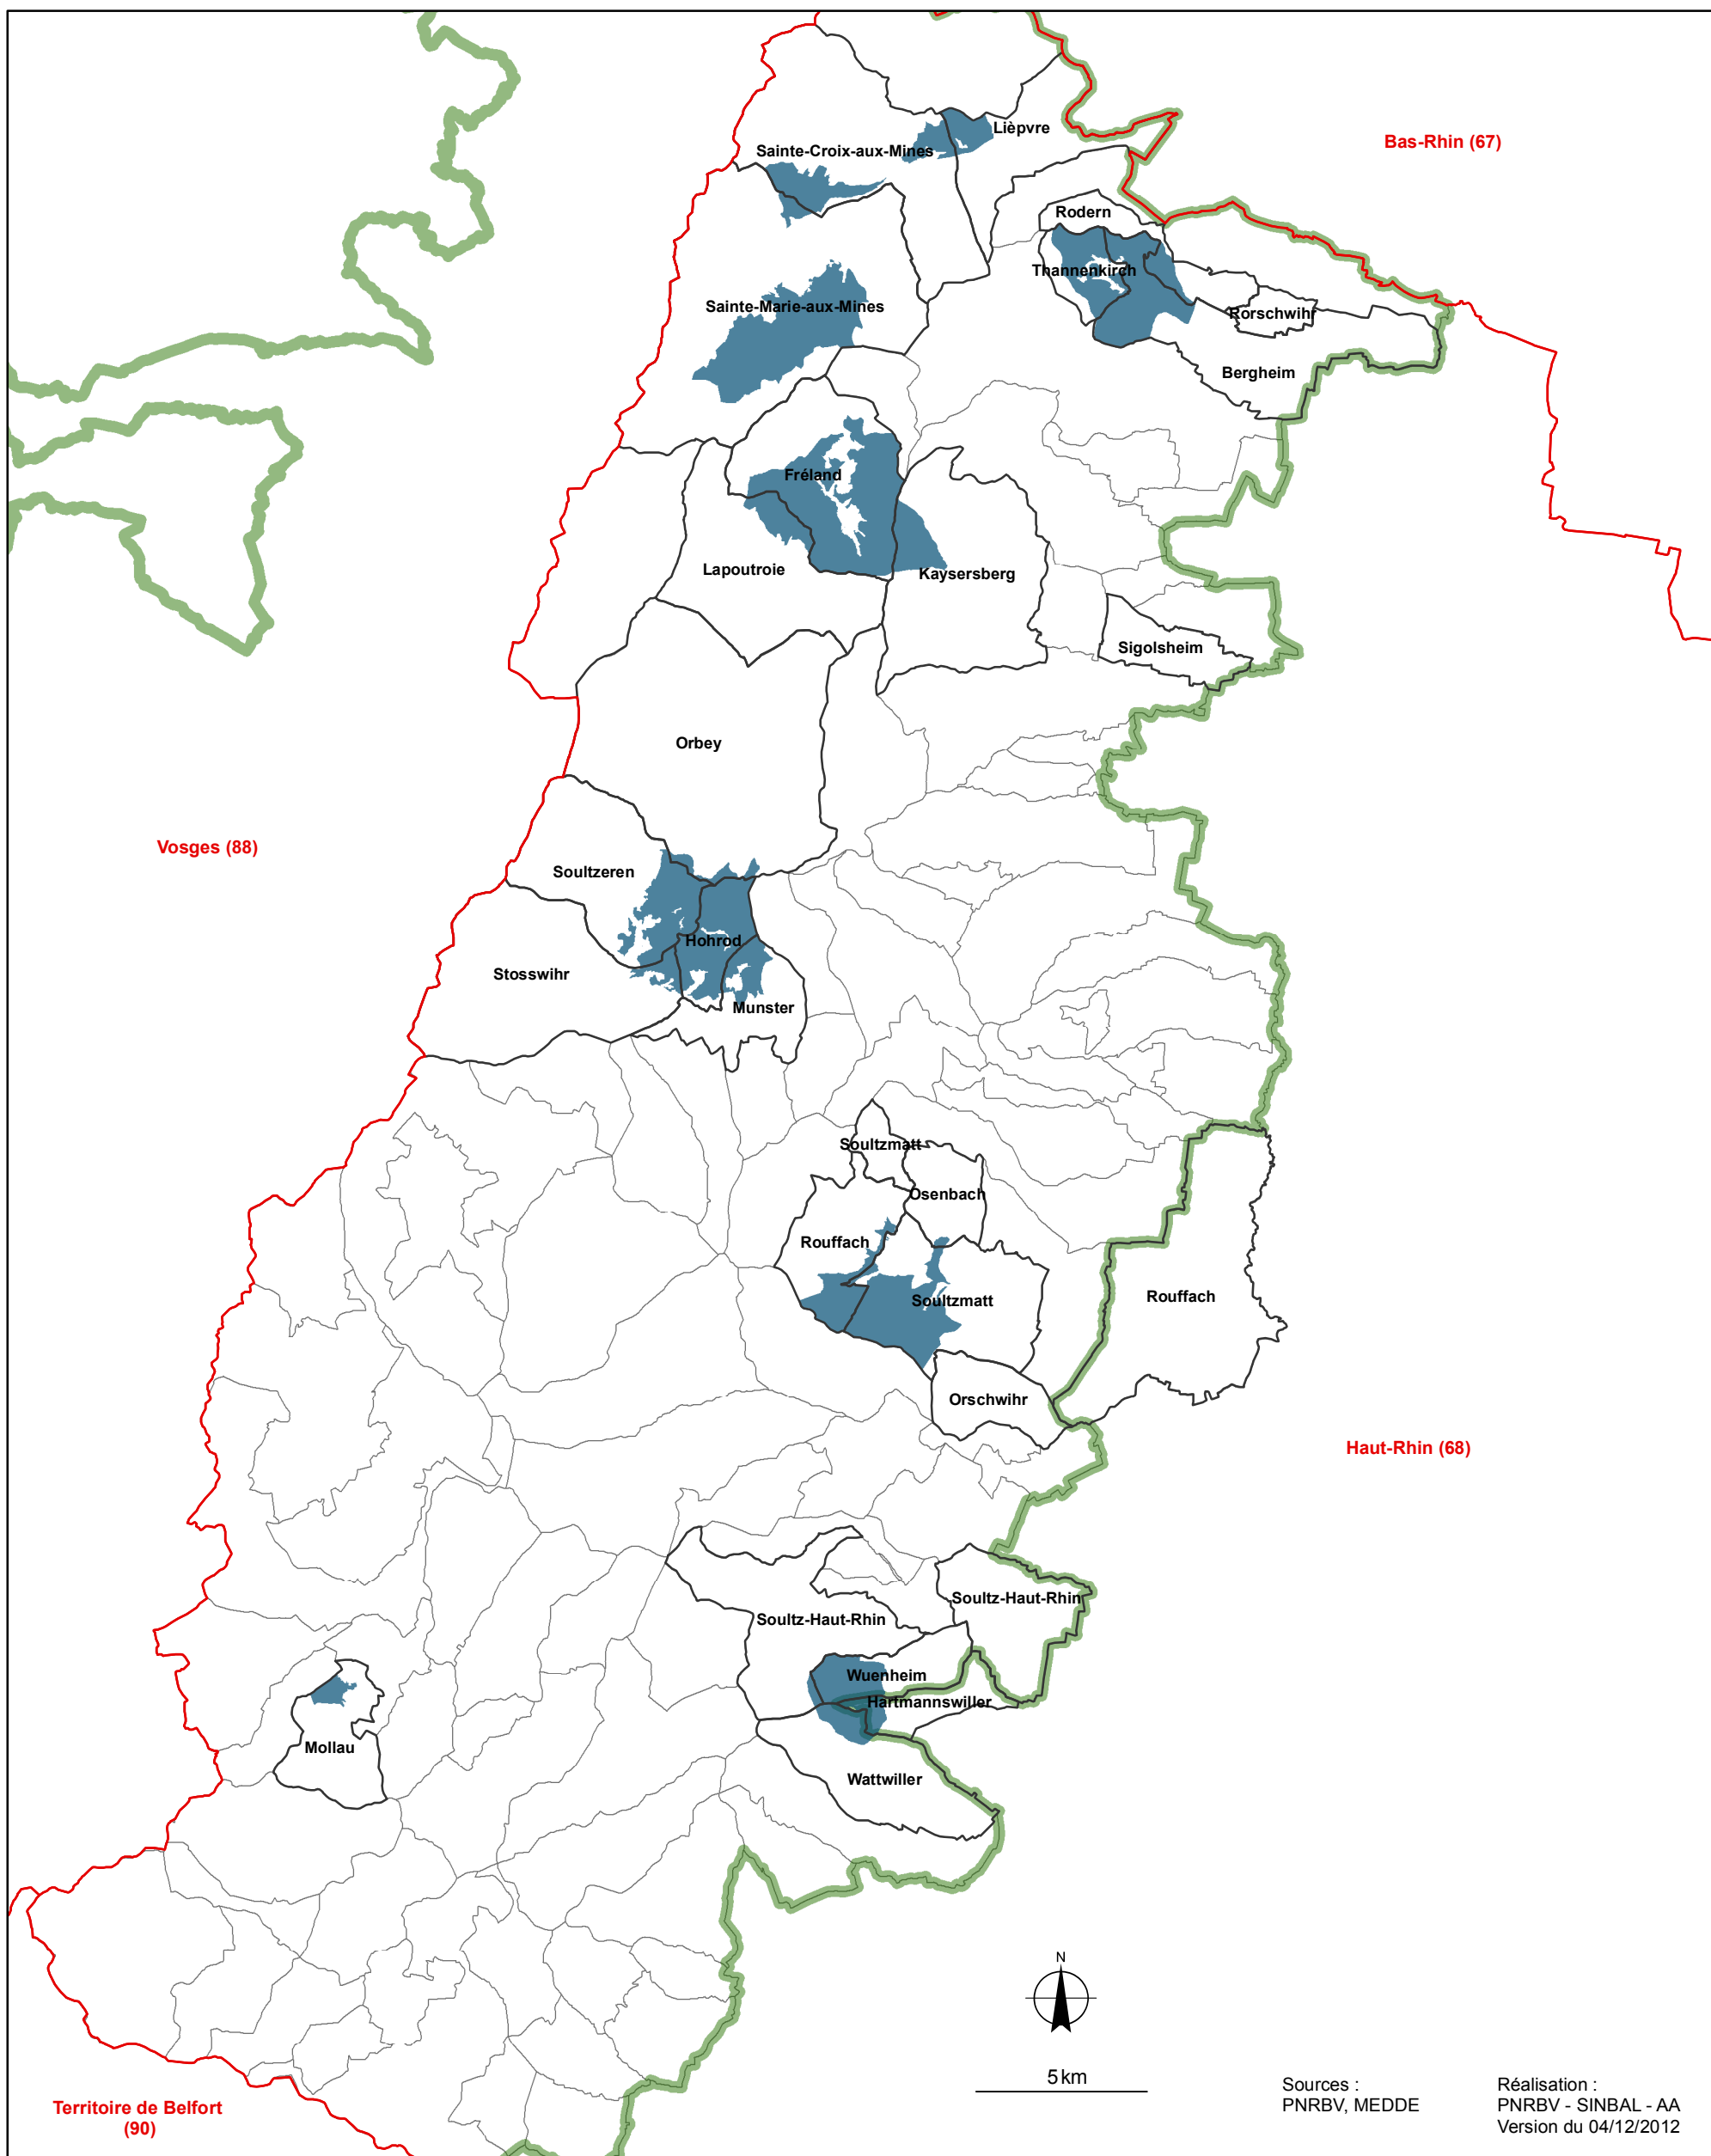 Lièpvre
Bas-Rhin (67)
Sainte-Croix-aux-Mines
Rodern
Thannenkirch
Sainte-Marie-aux-Mines
Rorschwihr
Bergheim
Fréland
Lapoutroie
Kaysersberg
Sigolsheim
Orbey
Vosges (88)
Soultzeren
Hohrod
Stosswihr
Munster
Soultzmatt
Osenbach
Rouffach
Rouffach
Soultzmatt
Orschwihr
Haut-Rhin (68)
Soultz-Haut-Rhin
Soultz-Haut-Rhin
Wuenheim
Hartmannswiller
Mollau
Wattwiller
N
5 km
Territoire de Belfort
(90)
Sources :
PNRBV, MEDDE
Réalisation :
PNRBV - SINBAL - AA
Version du 04/12/2012